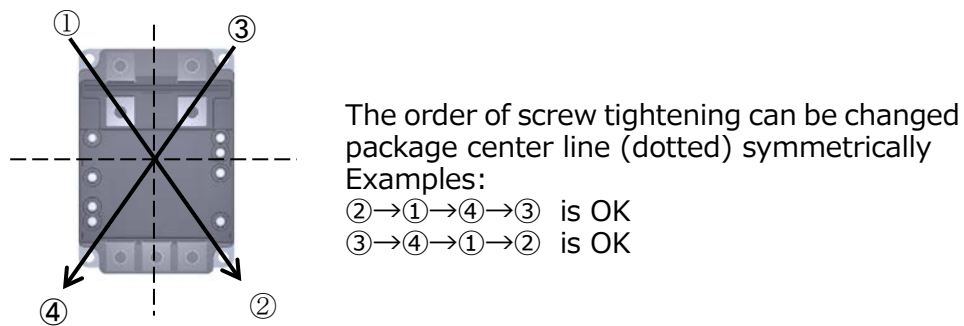 ①
③
The order of screw tightening can be changed
package center line (dotted) symmetrically
Examples:
②→①→④→③ is OK
③→④→①→② is OK
④
②